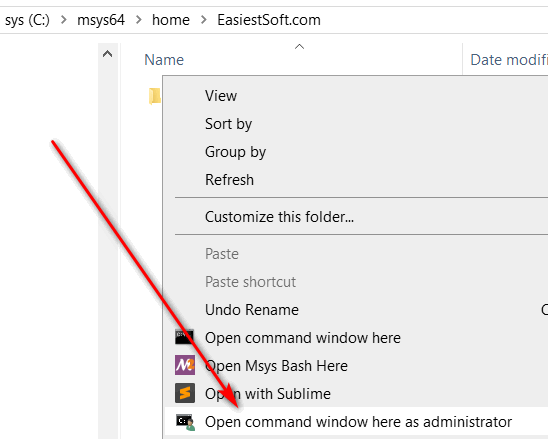 sys (C:) > msys64 > home > EasiestSoft.com
Name Date modifi
View
Sort by
Group by
Refresh
Customize this folder...
Paste
Paste shortcut
Undo Rename C
Open command window here
Open Msys Bash Here
Open with Sublime
Open command window here as administrator